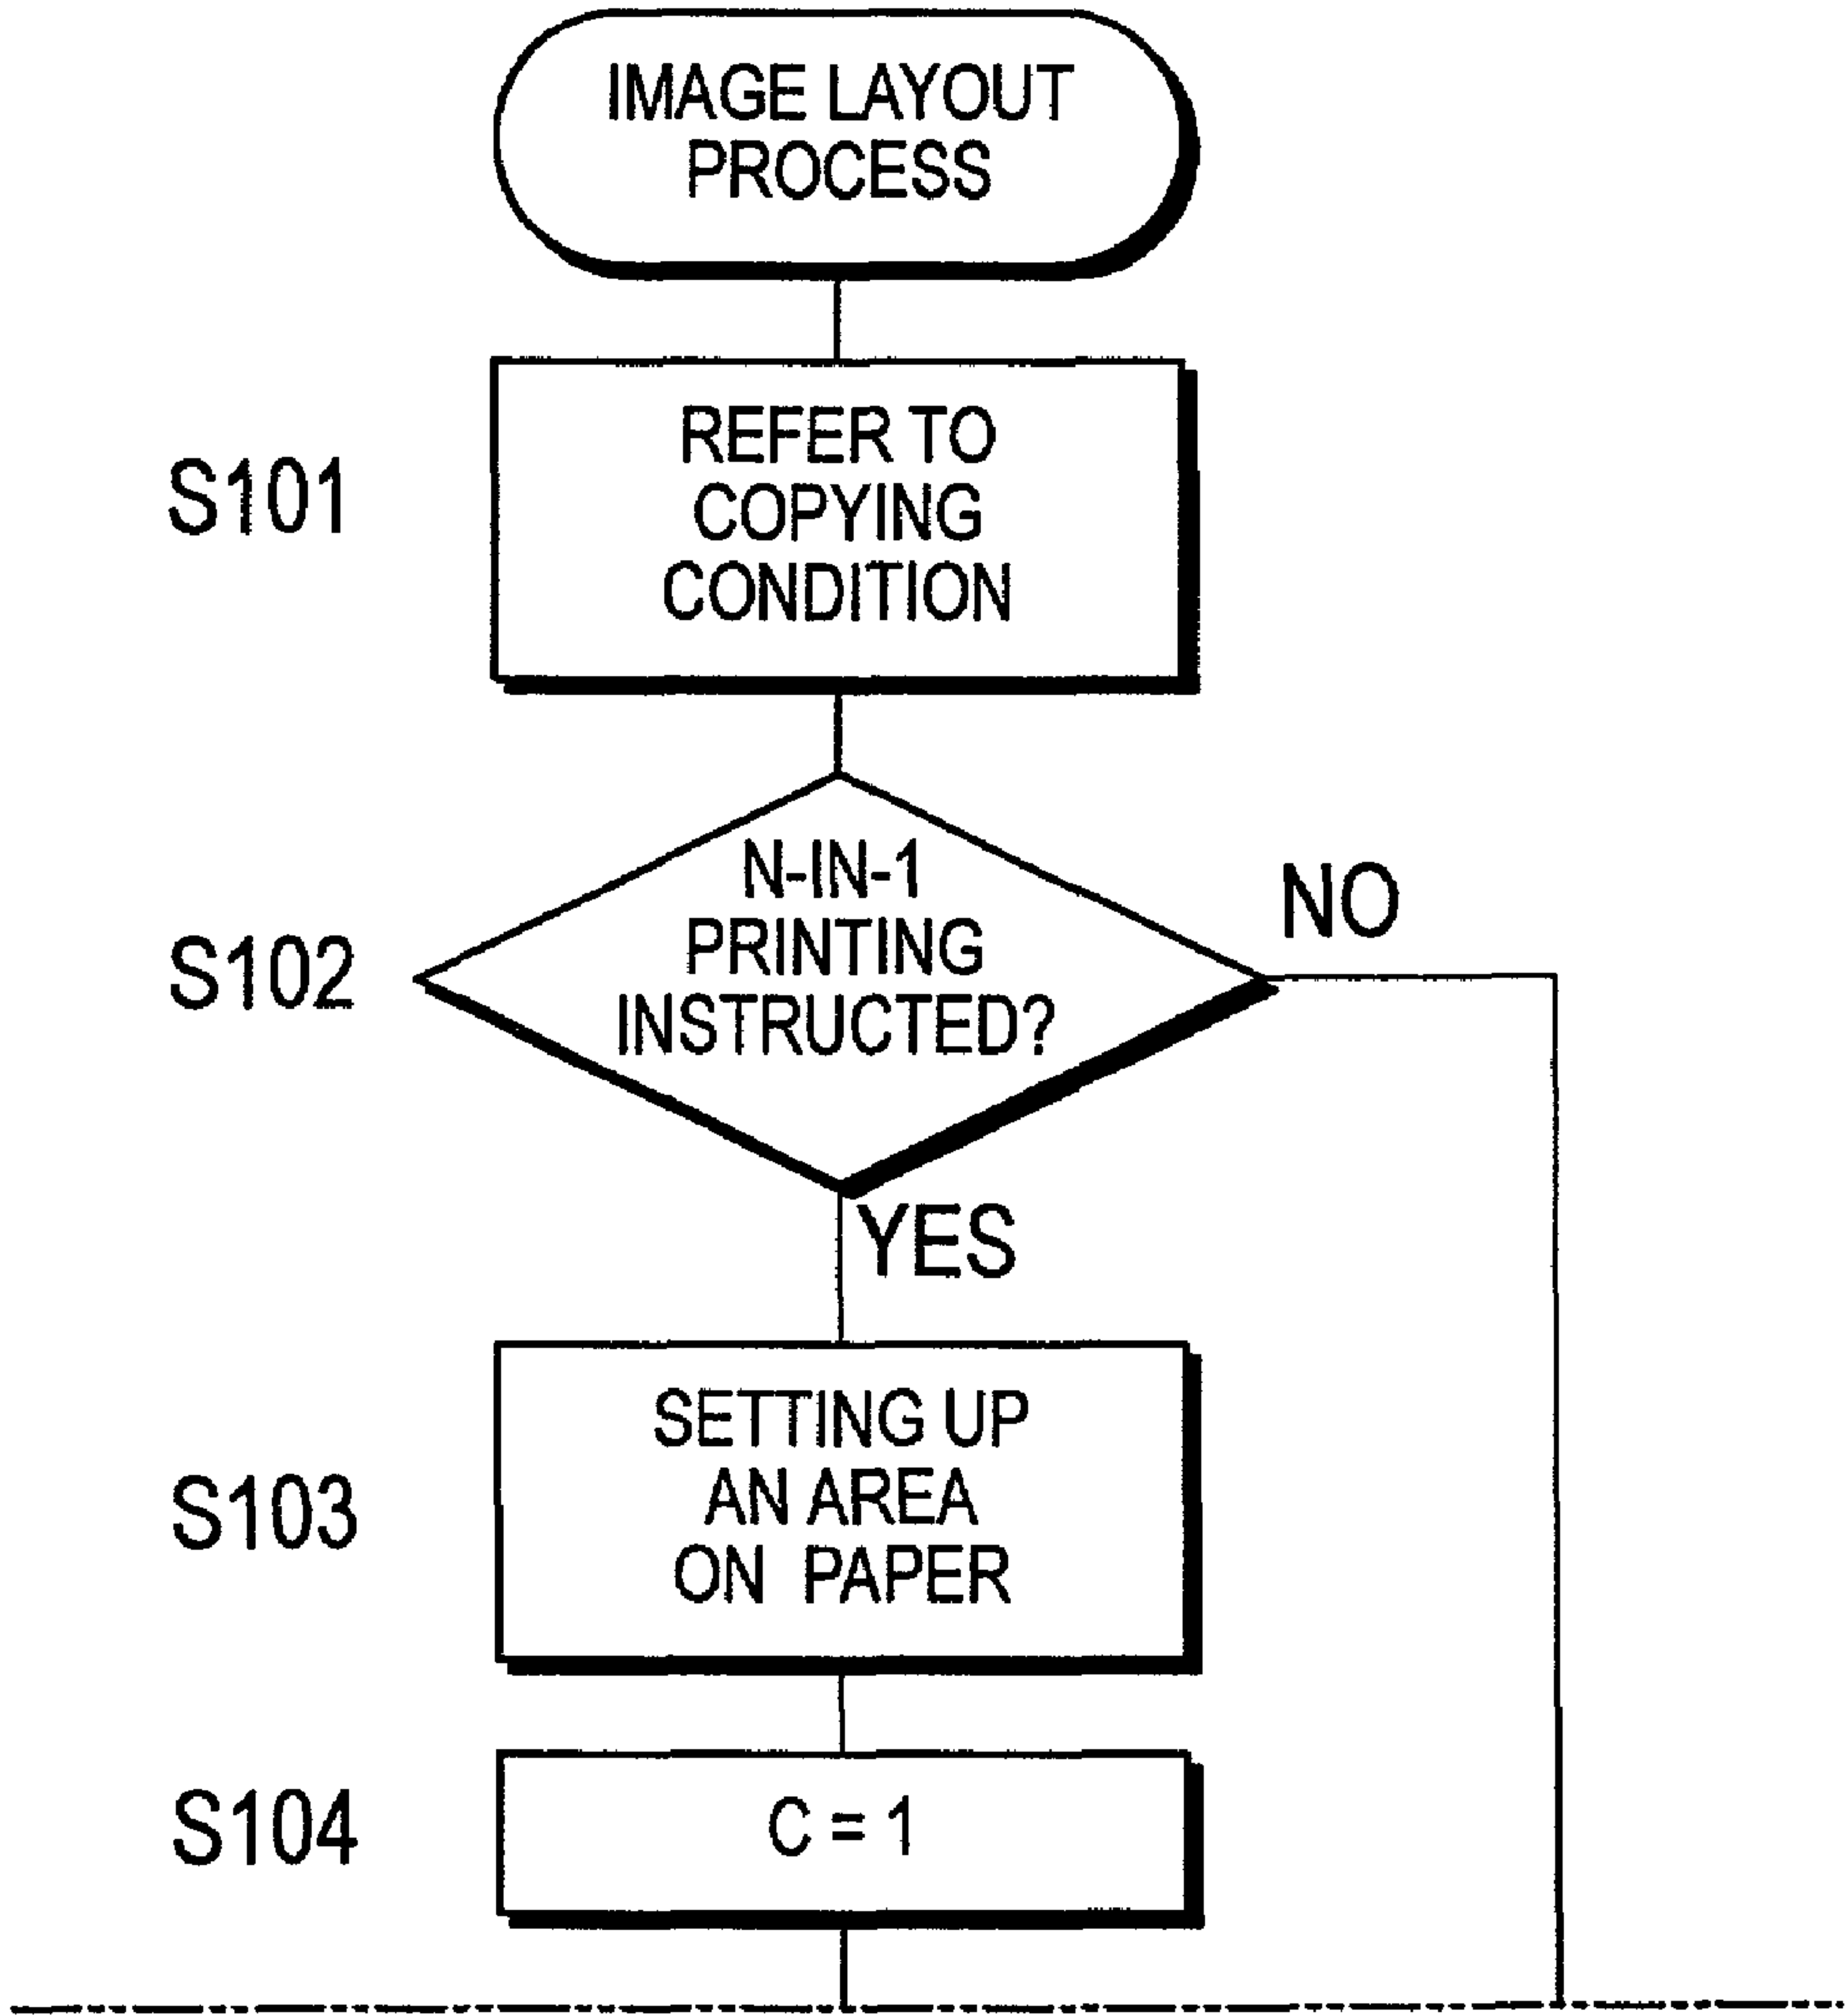 IMAGE LAYOUT
PROCESS
S101
REFER TO
COPYING
CONDITION
S102
N-IN-1
PRINTING
INSTRUCTED?
NO
YES
S103
SETTING UP
AN AREA
ON PAPER
S104
C = 1